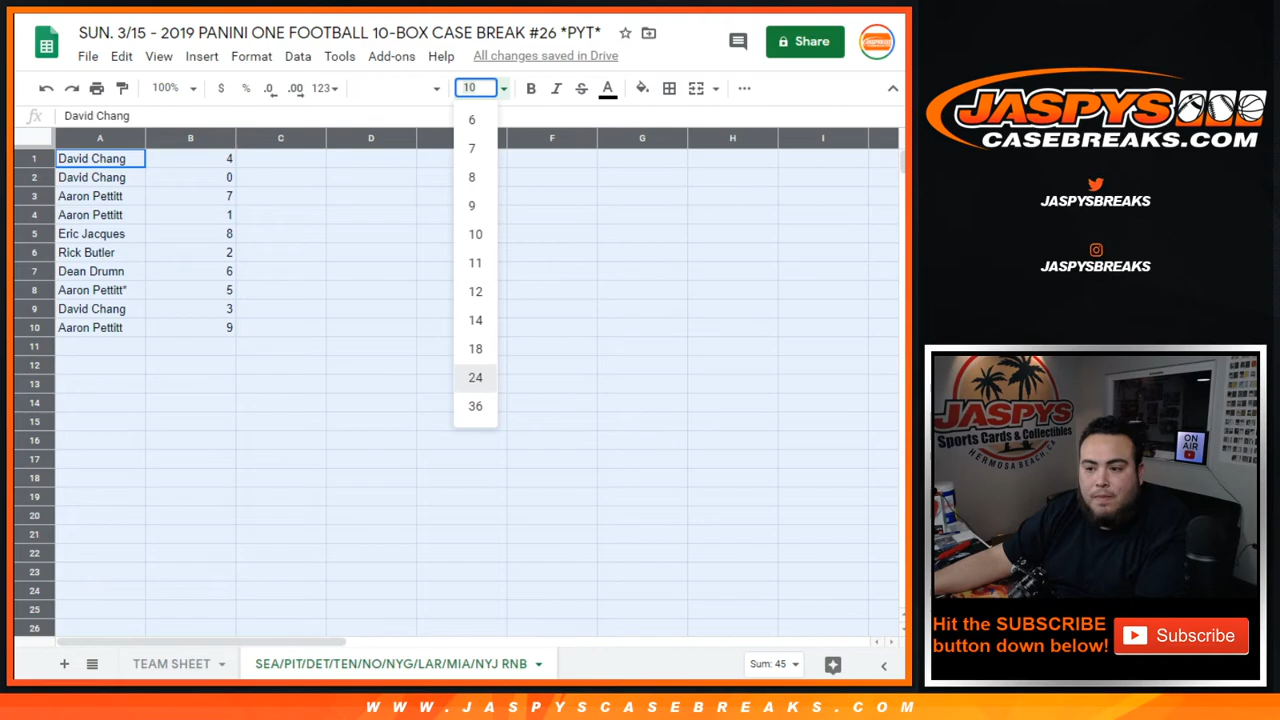 SUN. 3/15 - 2019 PANINI ONE FOOTBALL 10-BOX CASE BREAK #26 *PYT*
File Edit View Insert Format Data Tools Add-ons Help All changes saved in Drive
Share
100% $ % .0 .00 123 10 B I S A
fx David Chang
A B C D F G H I
1 David Chang 4
2 David Chang 0
3 Aaron Pettitt 7
4 Aaron Pettitt 1
5 Eric Jacques 8
6 Rick Butler 2
7 Dean Drumn 6
8 Aaron Pettitt* 5
9 David Chang 3
10 Aaron Pettitt 9
11
12
13
14
15
16
17
18
19
20
21
22
23
24
25
26
6
7
8
9
10
11
12
14
18
24
36
TEAM SHEET
SEA/PIT/DET/TEN/NO/NYG/LAR/MIA/NYJ RNB
Sum: 45
JASPYS
CASEBREAKS.COM
JASPYSBREAKS
JASPYSBREAKS
JASPYS
Sports Cards & Collectibles
HERMOSA BEACH, CA
ON AIR
Hit the SUBSCRIBE
button down below!
Subscribe
WWW.JASPYSCASEBREAKS.COM